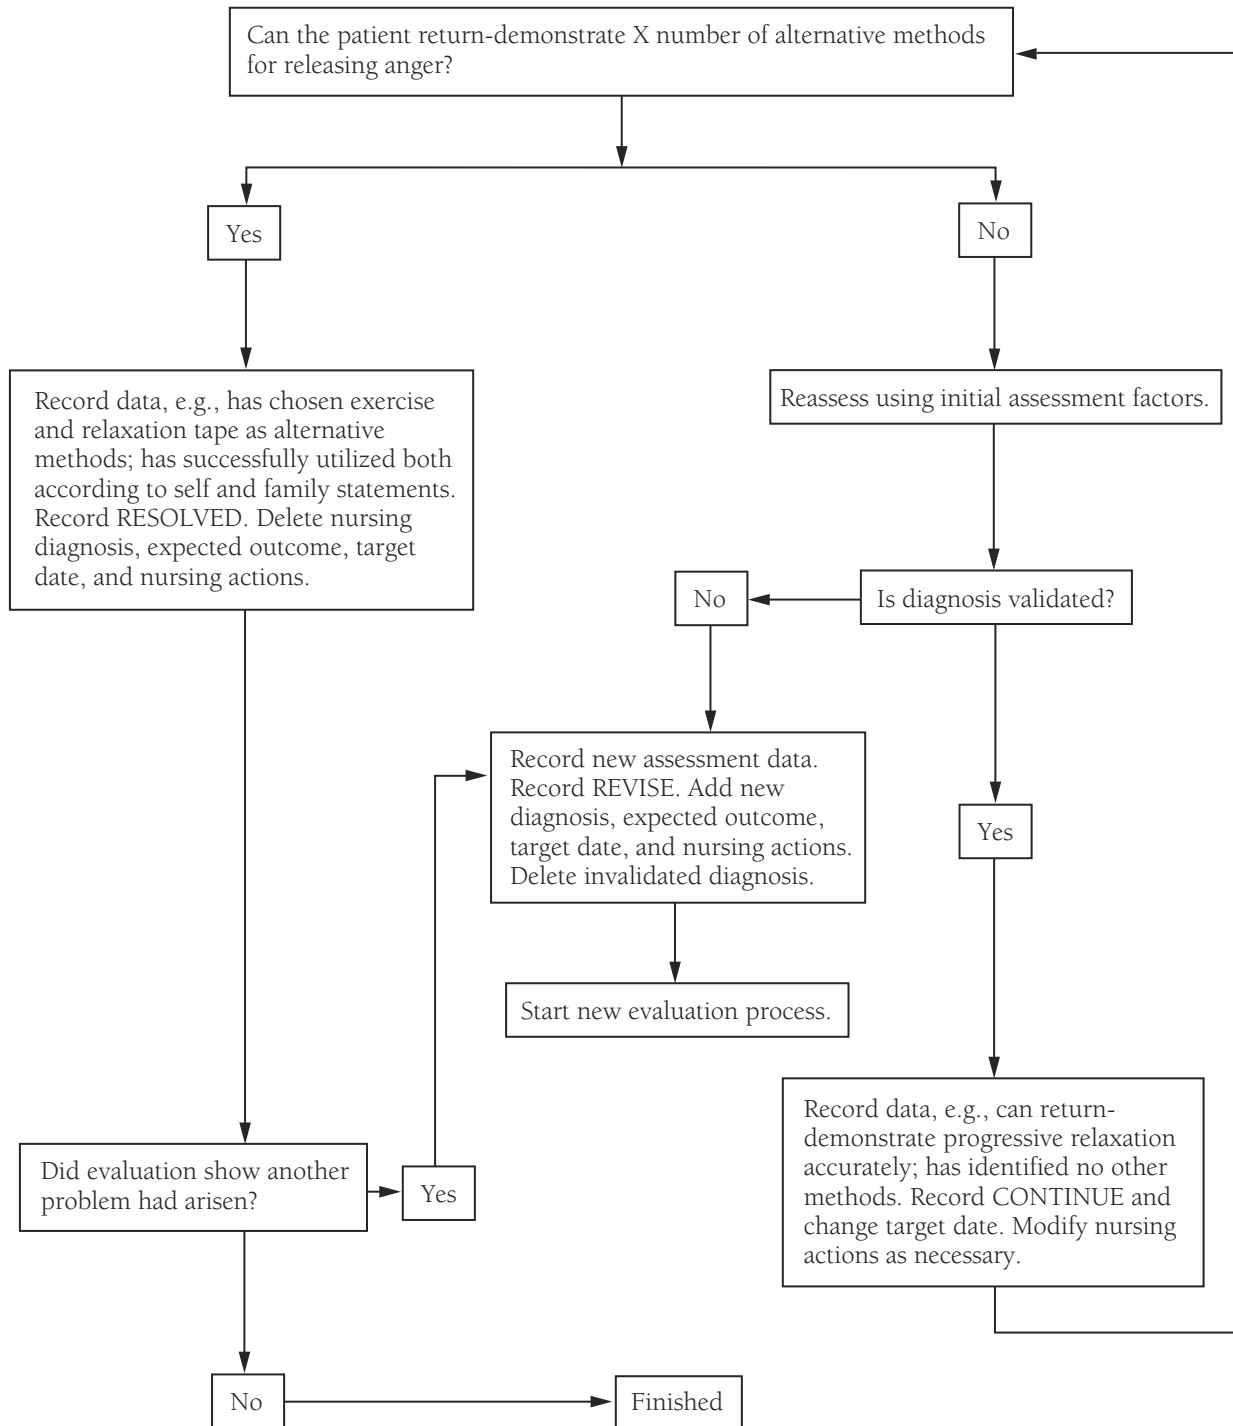 Can the patient return-demonstrate X number of alternative methods
for releasing anger?
Yes
No
Record data, e.g., has chosen exercise
and relaxation tape as alternative
methods; has successfully utilized both
according to self and family statements.
Record RESOLVED. Delete nursing
diagnosis, expected outcome, target
date, and nursing actions.
Reassess using initial assessment factors.
No
Is diagnosis validated?
Record new assessment data.
Record REVISE. Add new
diagnosis, expected outcome,
target date, and nursing actions.
Delete invalidated diagnosis.
Yes
Start new evaluation process.
Record data, e.g., can return-
demonstrate progressive relaxation
accurately; has identified no other
methods. Record CONTINUE and
change target date. Modify nursing
actions as necessary.
Did evaluation show another
problem had arisen?
Yes
No
Finished